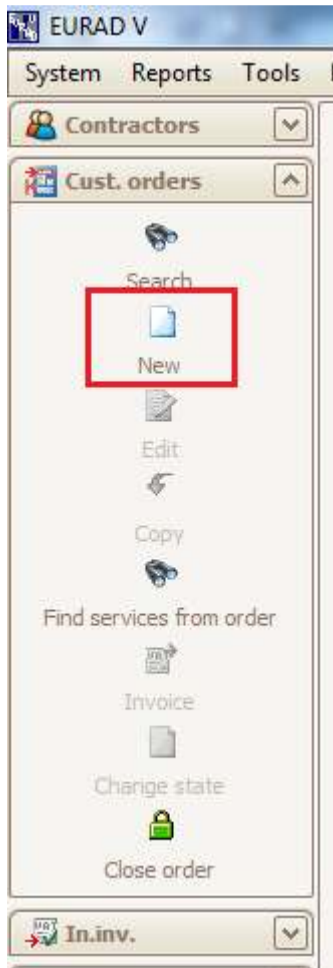 EURAD V
System Reports Tools
Contractors
Cust. orders
Search
New
Edit
Copy
Find services from order
Invoice
Change state
Close order
In.inv.